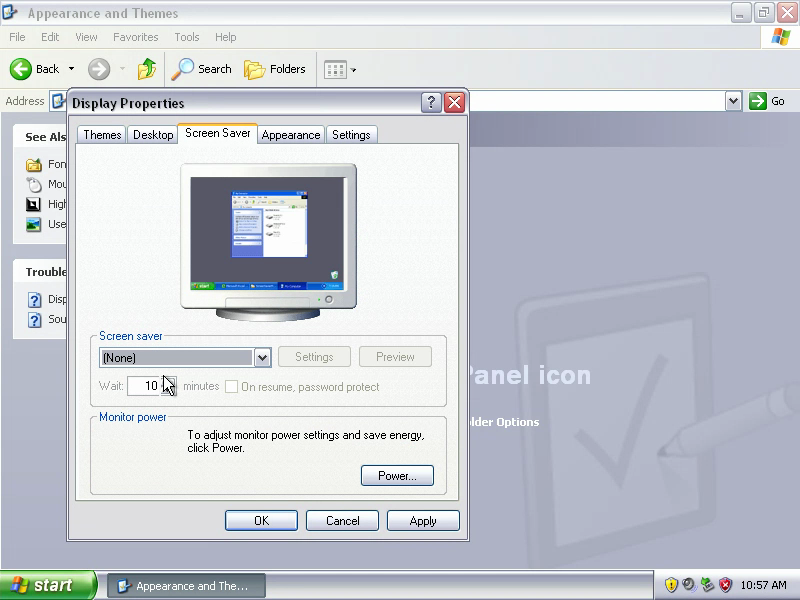 Appearance and Themes
File Edit View Favorites Tools Help
Back Search Folders
Address Go
Display Properties
Themes Desktop Screen Saver Appearance Settings
See Als
Fon
Mou
High
Use
Trouble
Disp
Sou
start
Screen saver
(None) Settings Preview
Wait: 10 minutes On resume, password protect
Panel icon
Monitor power
To adjust monitor power settings and save energy,
click Power.
lder Options
Power...
OK Cancel Apply
start Appearance and The... 10:57 AM